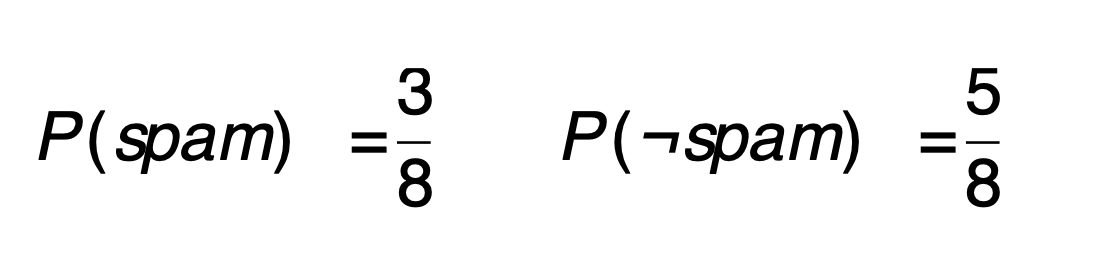 P(spam) = 3/8 P(¬spam) = 5/8